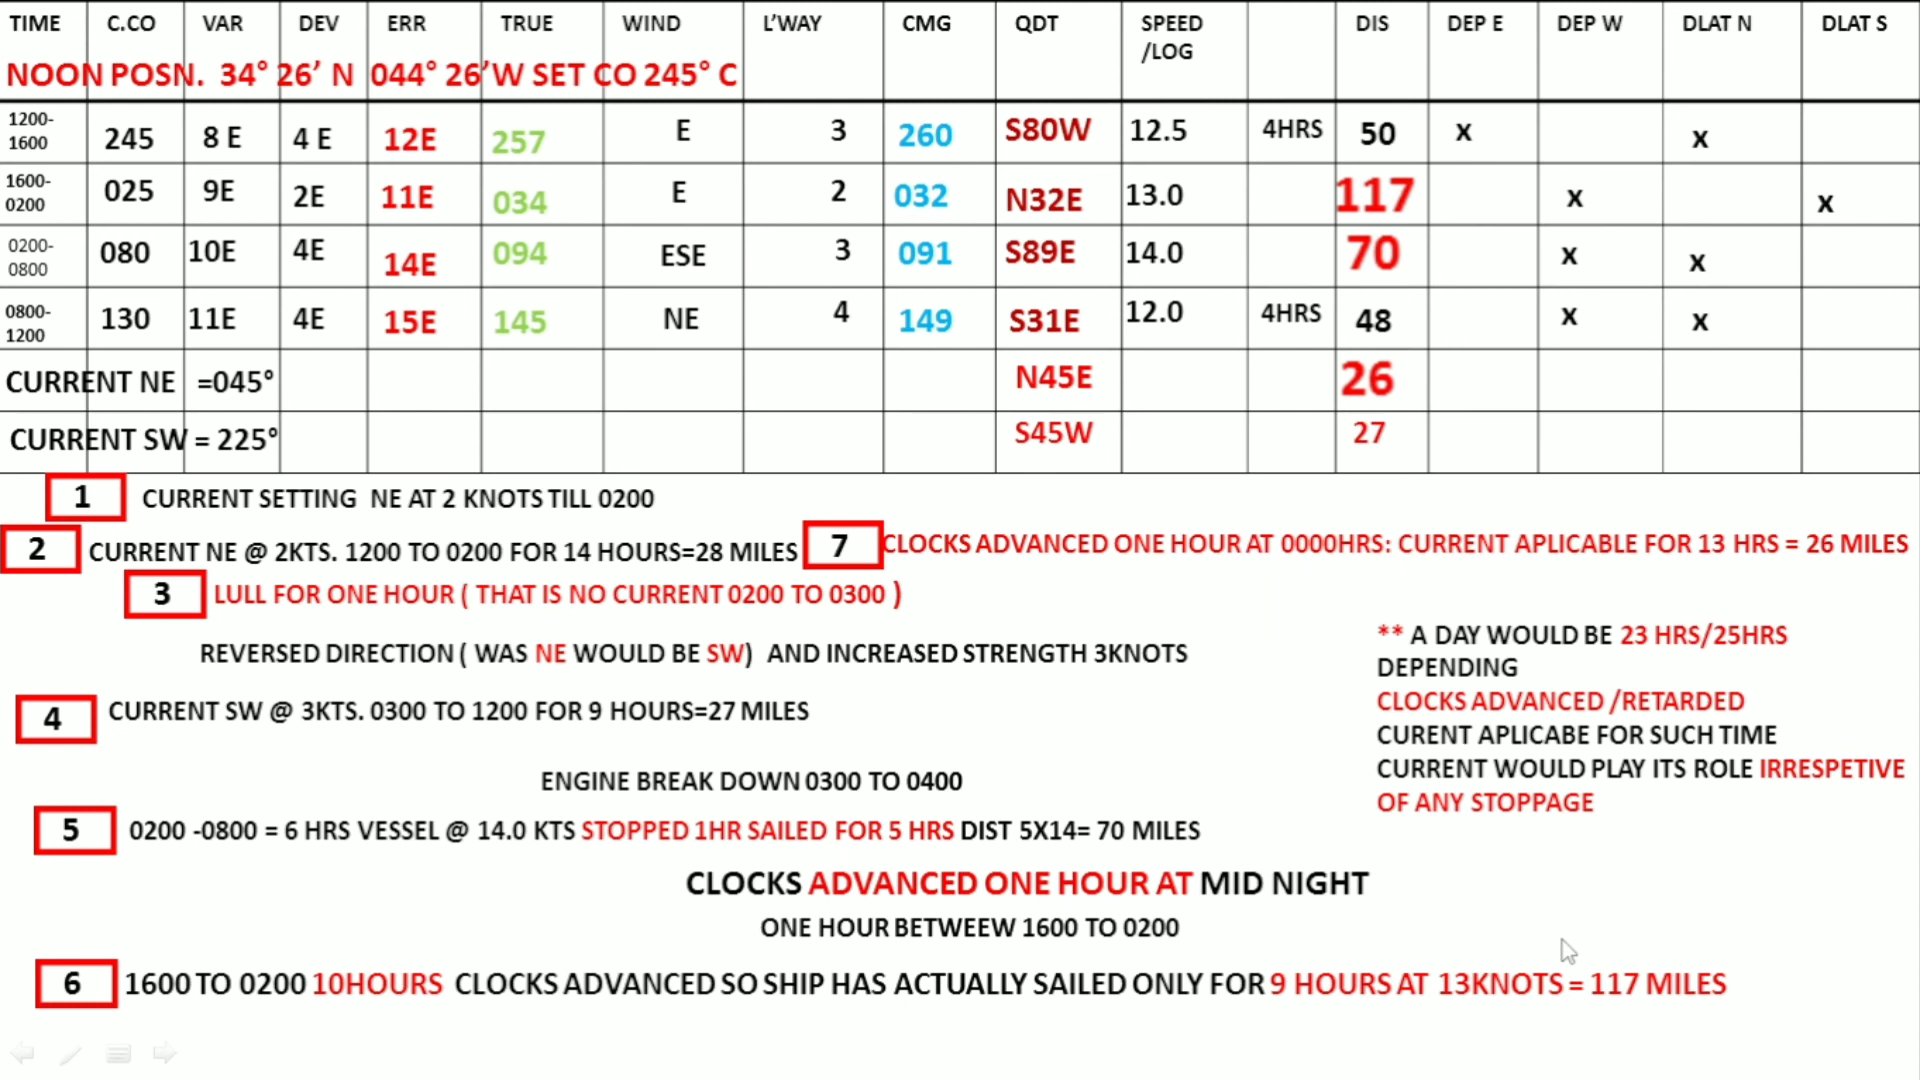 TIME C.CO VAR DEV ERR TRUE WIND L'WAY CMG QDT SPEED /LOG DIS DEP E DEP W DLAT N DLAT S
NOON POSN. 34° 26’ N 044° 26’W SET CO 245° C
1200-1600 245 8 E 4 E 12E 257 E 3 260 S80W 12.5 4HRS 50 x x
1600-0200 025 9E 2E 11E 034 E 2 032 N32E 13.0 117 x x
0200-0800 080 10E 4E 14E 094 ESE 3 091 S89E 14.0 70 x x
0800-1200 130 11E 4E 15E 145 NE 4 149 S31E 12.0 4HRS 48 x x
CURRENT NE =045° N45E 26
CURRENT SW = 225° S45W 27
1 CURRENT SETTING NE AT 2 KNOTS TILL 0200
2 CURRENT NE @ 2KTS. 1200 TO 0200 FOR 14 HOURS=28 MILES
7 CLOCKS ADVANCED ONE HOUR AT 0000HRS: CURRENT APLICABLE FOR 13 HRS = 26 MILES
3 LULL FOR ONE HOUR ( THAT IS NO CURRENT 0200 TO 0300 )
REVERSED DIRECTION ( WAS NE WOULD BE SW) AND INCREASED STRENGTH 3KNOTS
4 CURRENT SW @ 3KTS. 0300 TO 1200 FOR 9 HOURS=27 MILES
** A DAY WOULD BE 23 HRS/25HRS
DEPENDING
CLOCKS ADVANCED /RETARDED
CURENT APLICABE FOR SUCH TIME
CURRENT WOULD PLAY ITS ROLE IRRESPETIVE
OF ANY STOPPAGE
ENGINE BREAK DOWN 0300 TO 0400
5 0200 -0800 = 6 HRS VESSEL @ 14.0 KTS STOPPED 1HR SAILED FOR 5 HRS DIST 5X14= 70 MILES
CLOCKS ADVANCED ONE HOUR AT MID NIGHT
ONE HOUR BETWEEW 1600 TO 0200
6 1600 TO 0200 10HOURS CLOCKS ADVANCED SO SHIP HAS ACTUALLY SAILED ONLY FOR 9 HOURS AT 13KNOTS = 117 MILES